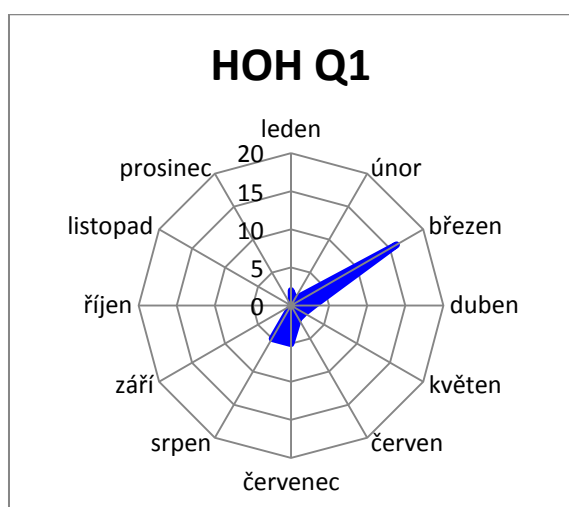 HOH Q1
leden
únor
březen
duben
květen
červen
červenec
srpen
září
říjen
listopad
prosinec
20
15
10
5
0